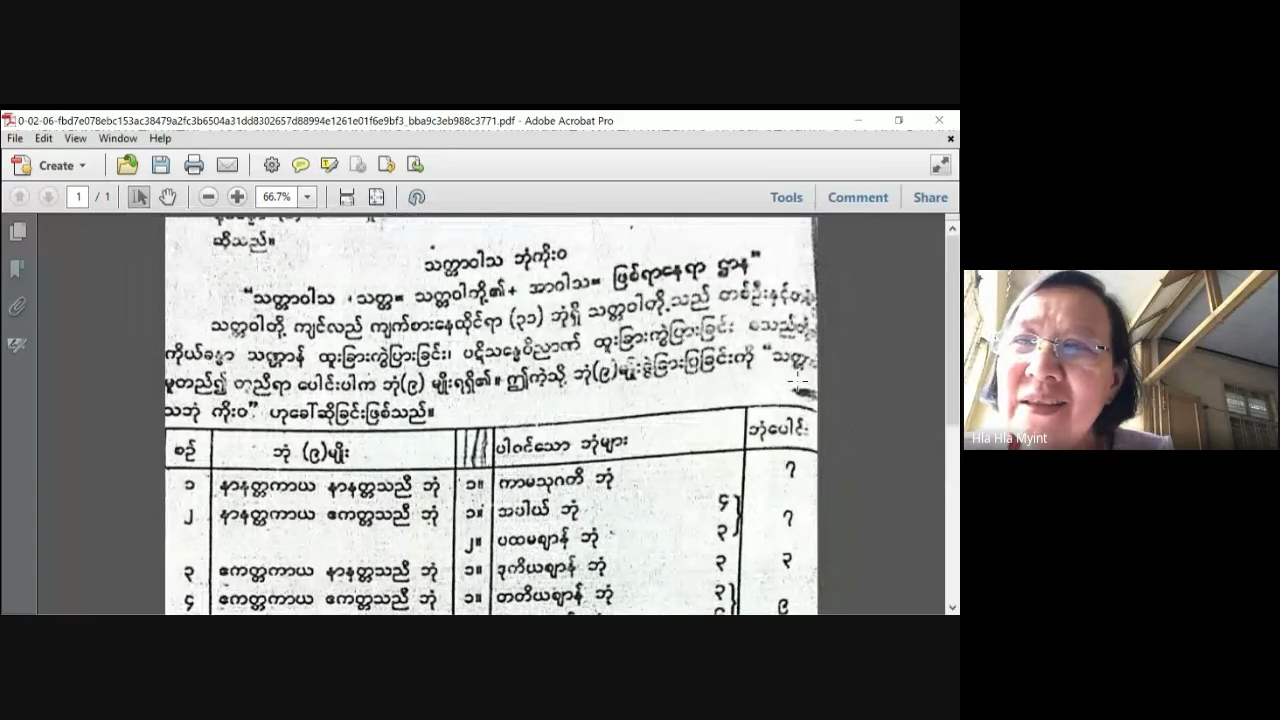 0-02-06-fbd7e078ebc153ac38479a2fc3b6504a31dd8302657d88994e1261e01f6e9bf3_bba9c3eb988c3771.pdf - Adobe Acrobat Pro
File Edit View Window Help
Create
1 / 1 66.7% Tools Comment Share
ဆိုသည်။
သတ္တာဝါသ ဘုံကိုးဝ
“သတ္တာဝါသ ၊သတ္တ= သတ္တဝါတို့၏+ အာဝါသ= ဖြစ်ရာနေရာ ဌာန”
သတ္တဝါတို့ ကျင်လည် ကျက်စားနေထိုင်ရာ (၃၁) ဘုံရှိ သတ္တဝါတို့သည် တစ်ဦးနှင့်
ကိုယ်ခန္ဓာ သဏ္ဌာန် ထူးခြားကွဲပြားခြင်း၊ ပဋိသန္ဓေဝိညာဏ် ထူးခြားကွဲပြားခြင်း
မူတည်၍ တူညီရာ ပေါင်းပါက ဘုံ(၉) မျိုးရရှိ၏။ ဤကဲ့သို့ ဘုံ(၉)မျိုးခွဲခြားပြခြင်းကို “သတ္တာ
သဘုံ ကိုးဝ” ဟုခေါ်ဆိုခြင်းဖြစ်သည်။
စဉ် ဘုံ (၉)မျိုး ပါဝင်သော ဘုံများ ဘုံပေါင်း
၁ နာနတ္တကာယ နာနတ္တသညီ ဘုံ ၁။ ကာမသုဂတိ ဘုံ ၇
၂ နာနတ္တကာယ ဧကတ္တသညီ ဘုံ ၁။ အပါယ် ဘုံ ၄ ၇
၂။ ပထမဈာန် ဘုံ ၃
၃ ဧကတ္တကာယ နာနတ္တသညီ ဘုံ ၁။ ဒုတိယဈာန် ဘုံ ၃ ၃
၄ ဧကတ္တကာယ ဧကတ္တသညီ ဘုံ ၁။ တတိယဈာန် ဘုံ ၃ ၉
Hla Hla Myint